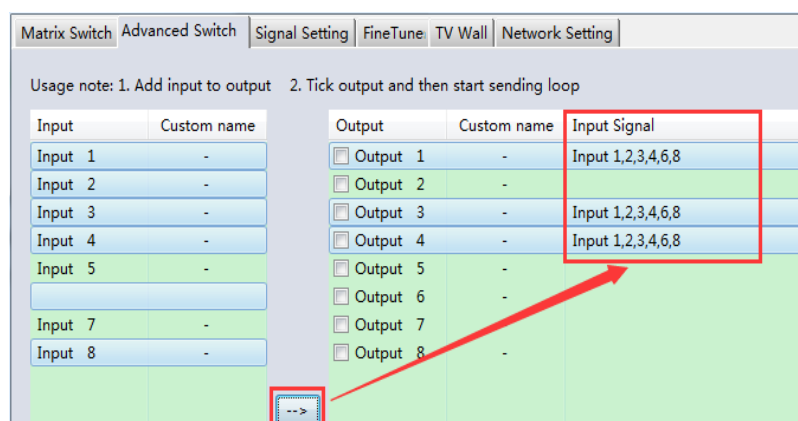 Matrix Switch Advanced Switch Signal Setting FineTune TV Wall Network Setting
Usage note: 1. Add input to output 2. Tick output and then start sending loop
Input Custom name Output Custom name Input Signal
Input 1 - Output 1 - Input 1,2,3,4,6,8
Input 2 - Output 2 -
Input 3 - Output 3 - Input 1,2,3,4,6,8
Input 4 - Output 4 - Input 1,2,3,4,6,8
Input 5 - Output 5 -
Output 6 -
Input 7 - Output 7
Input 8 - Output 8 -
-->